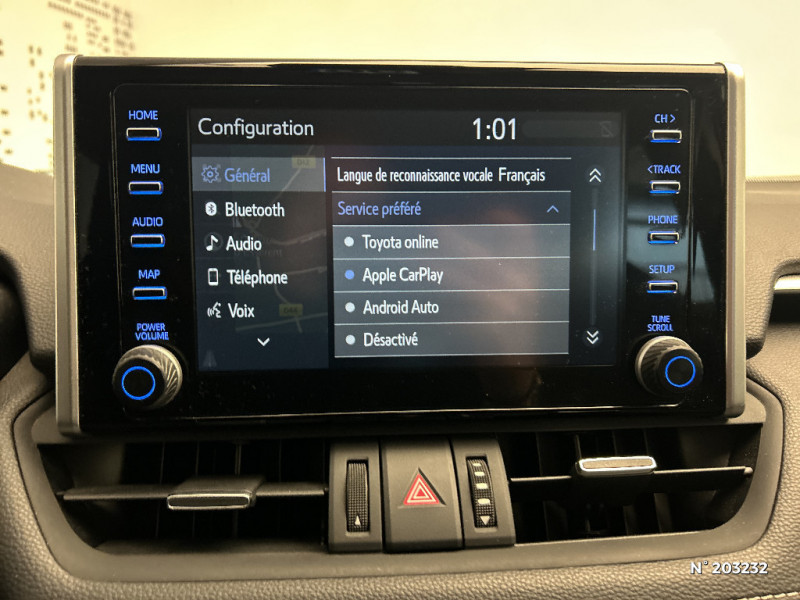 HOME
MENU
AUDIO
MAP
POWER
VOLUME
Configuration 1:01
Général
Bluetooth
Audio
Téléphone
Voix
Langue de reconnaissance vocale Français
Service préféré
Toyota online
Apple CarPlay
Android Auto
Désactivé
CH >
<TRACK
PHONE
SETUP
TUNE
SCROLL
N° 203232